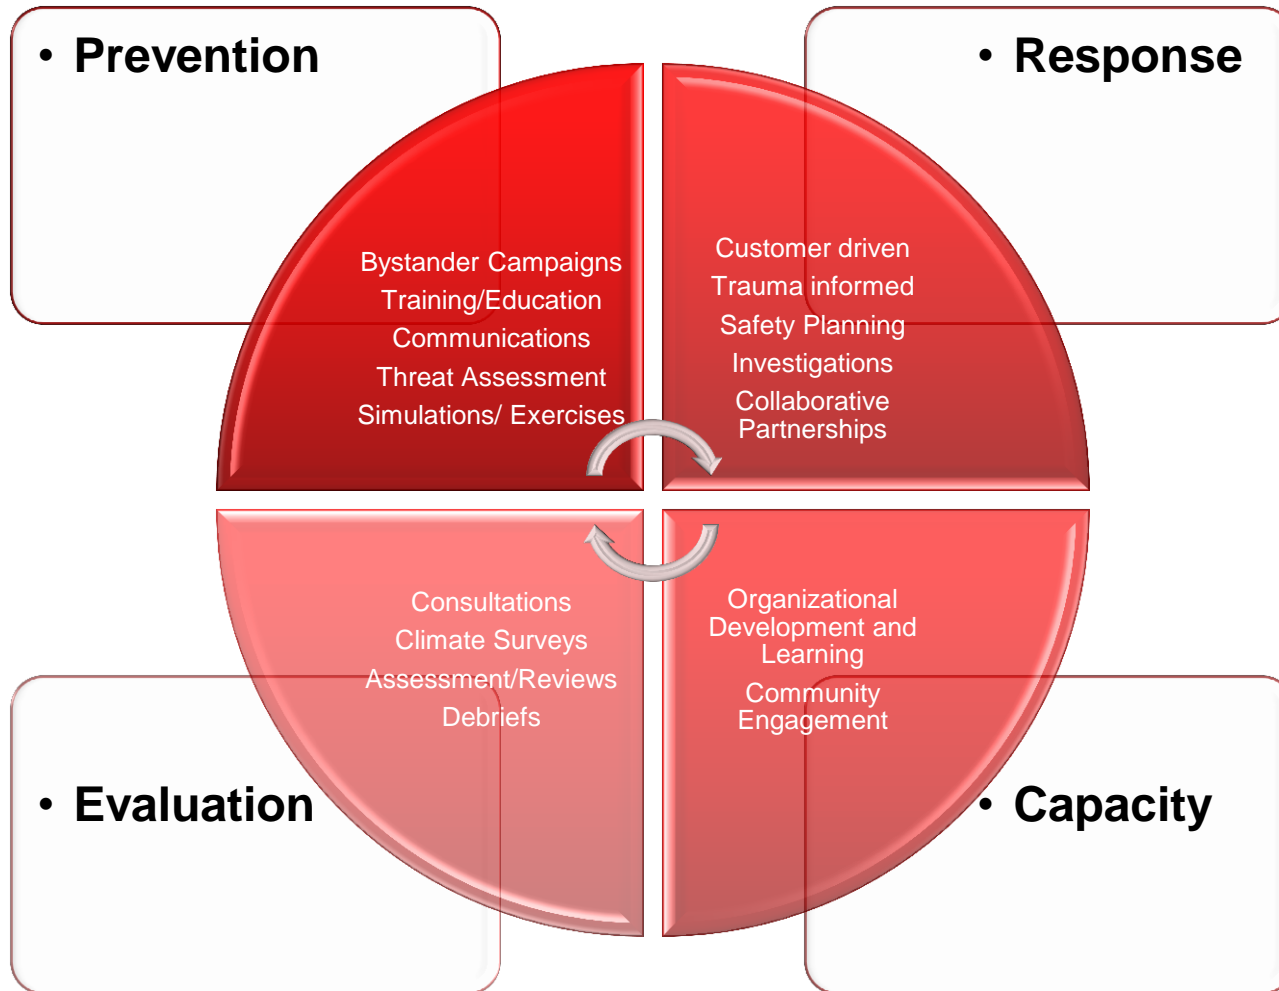 • Prevention
• Response
Bystander Campaigns
Training/Education
Communications
Threat Assessment
Simulations/ Exercises
Customer driven
Trauma informed
Safety Planning
Investigations
Collaborative
Partnerships
Consultations
Climate Surveys
Assessment/Reviews
Debriefs
Organizational
Development and
Learning
Community
Engagement
• Evaluation
• Capacity